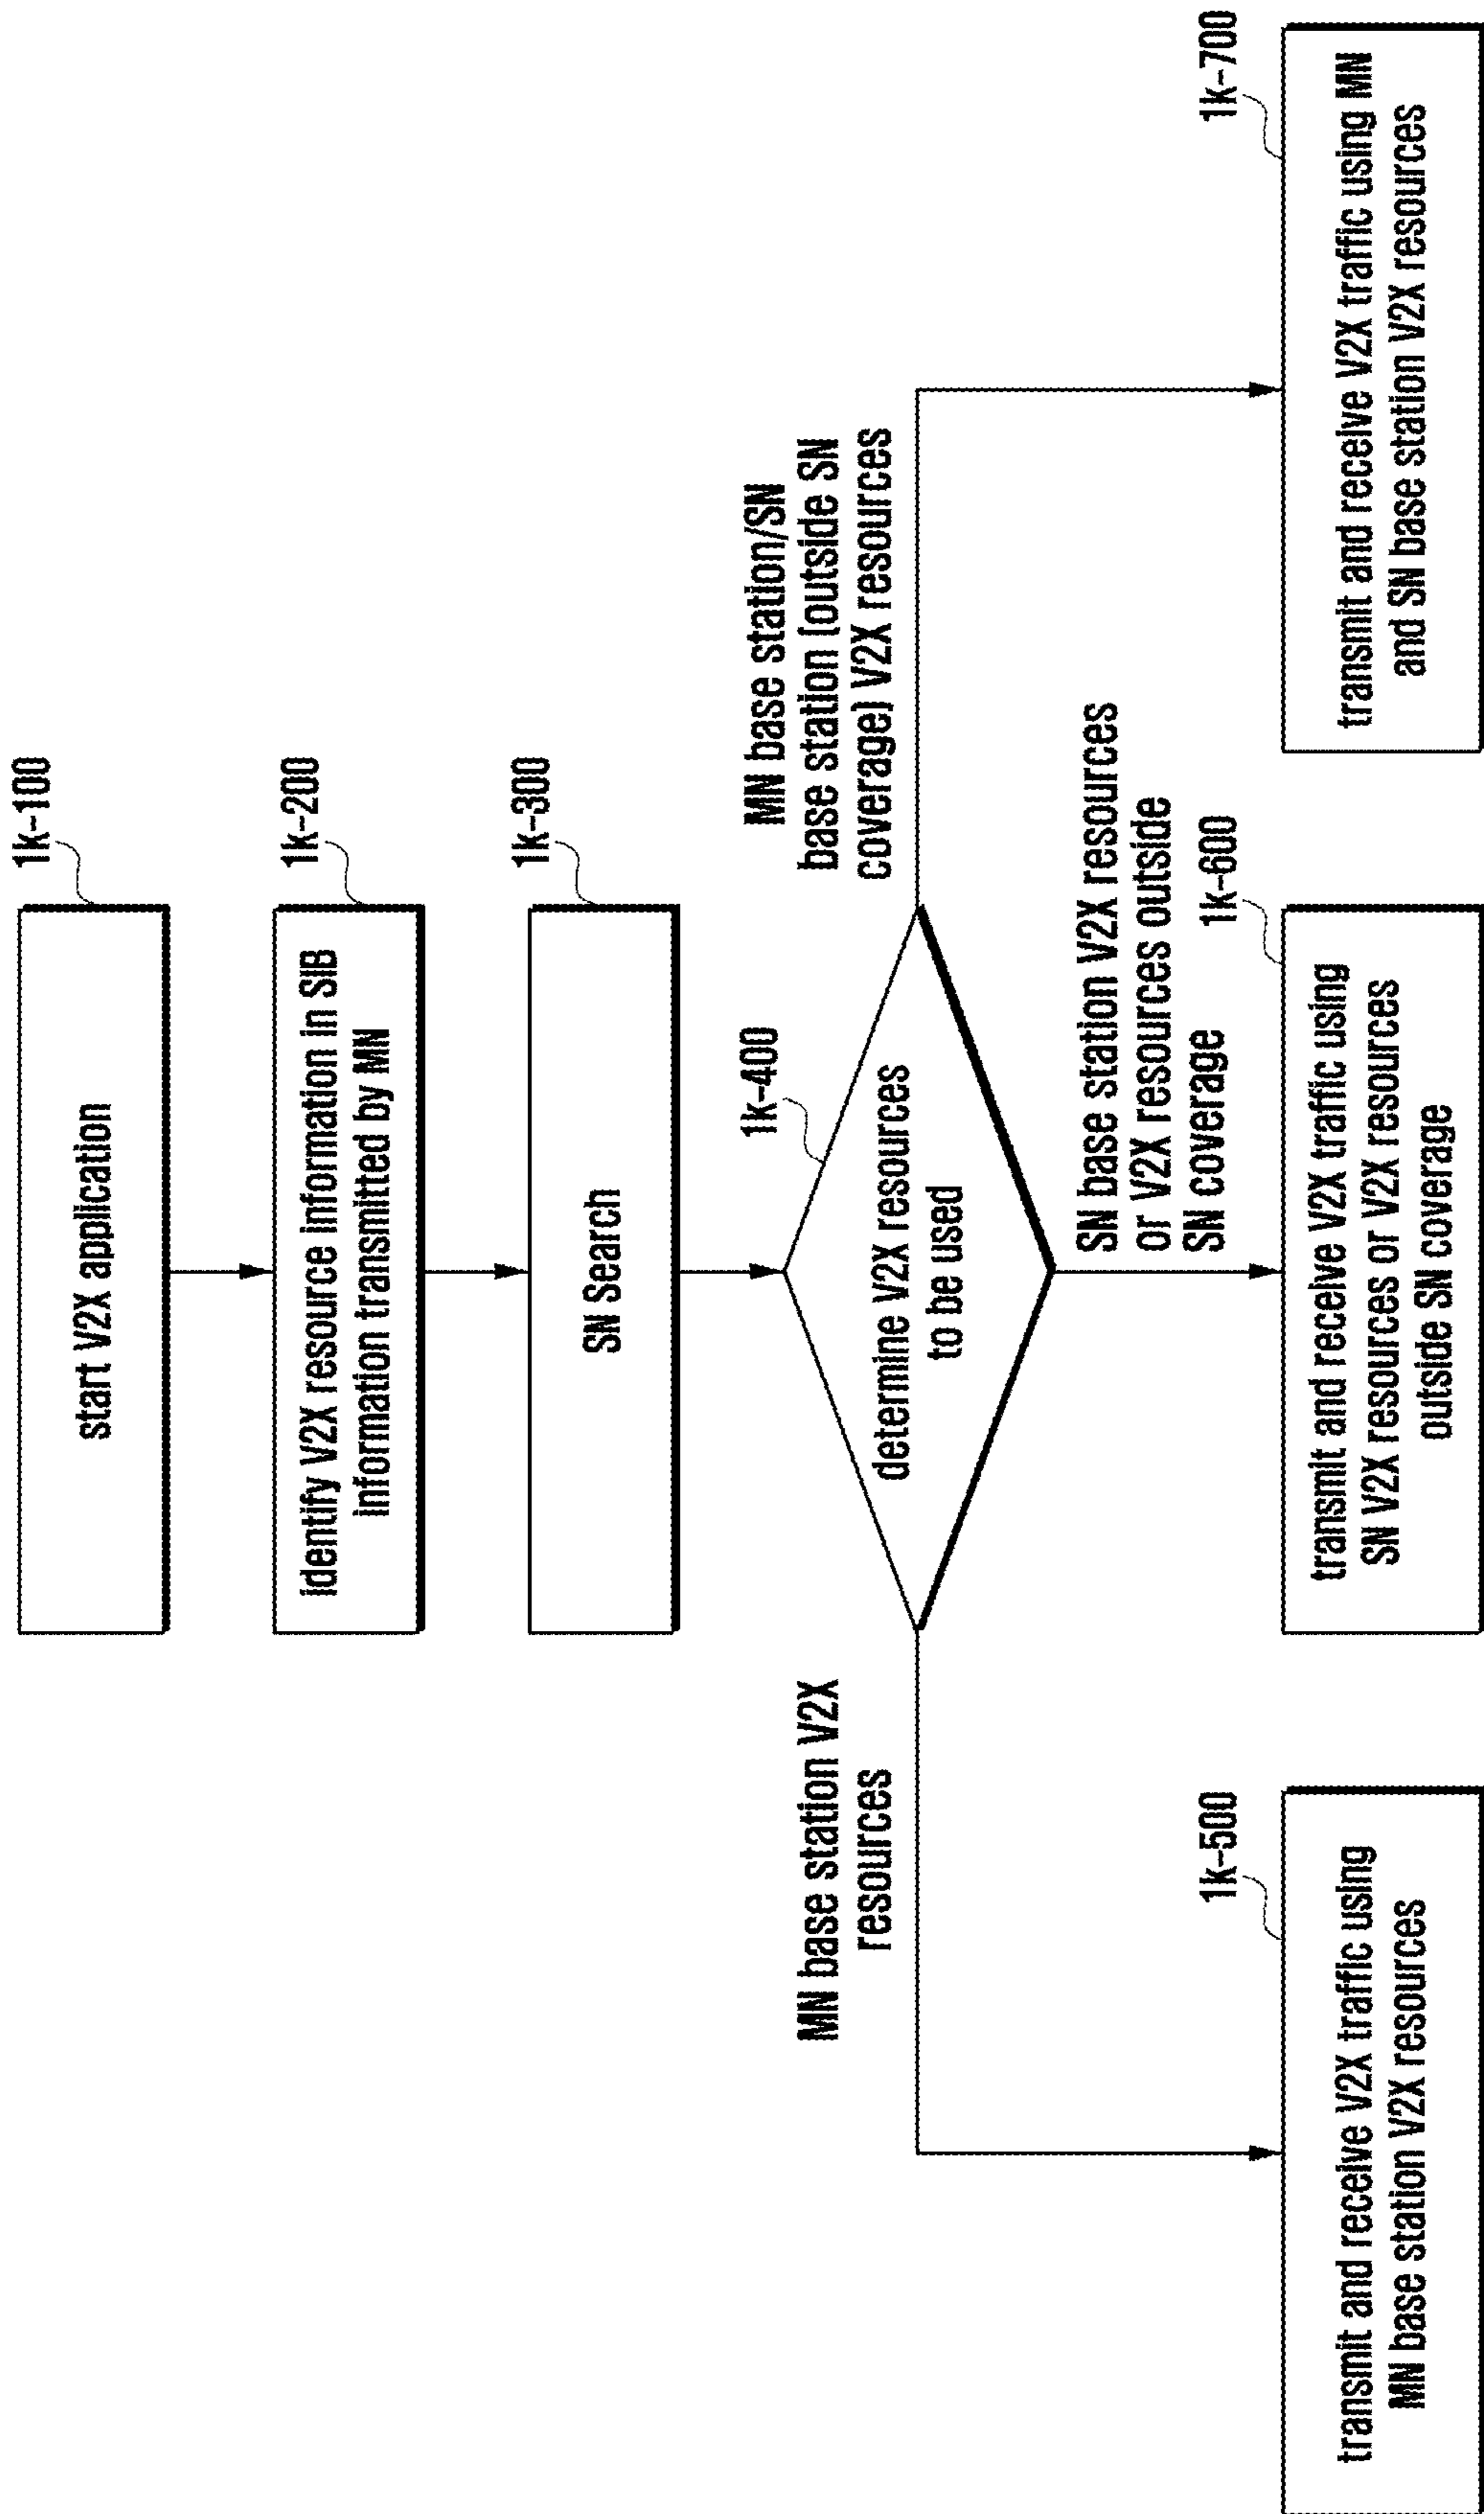 start V2X application
1k-100
identify V2X resource information in SIB
information transmitted by MN
1k-200
SN Search
1k-300
determine V2X resources
to be used
1k-400
MN base station V2X
resources
SN base station V2X resources
or V2X resources outside
SN coverage
MN base station/SN
base station (outside SN
coverage) V2X resources
transmit and receive V2X traffic using
MN base station V2X resources
1k-500
transmit and receive V2X traffic using
SN V2X resources or V2X resources
outside SN coverage
1k-600
transmit and receive V2X traffic using MN
and SN base station V2X resources
1k-700